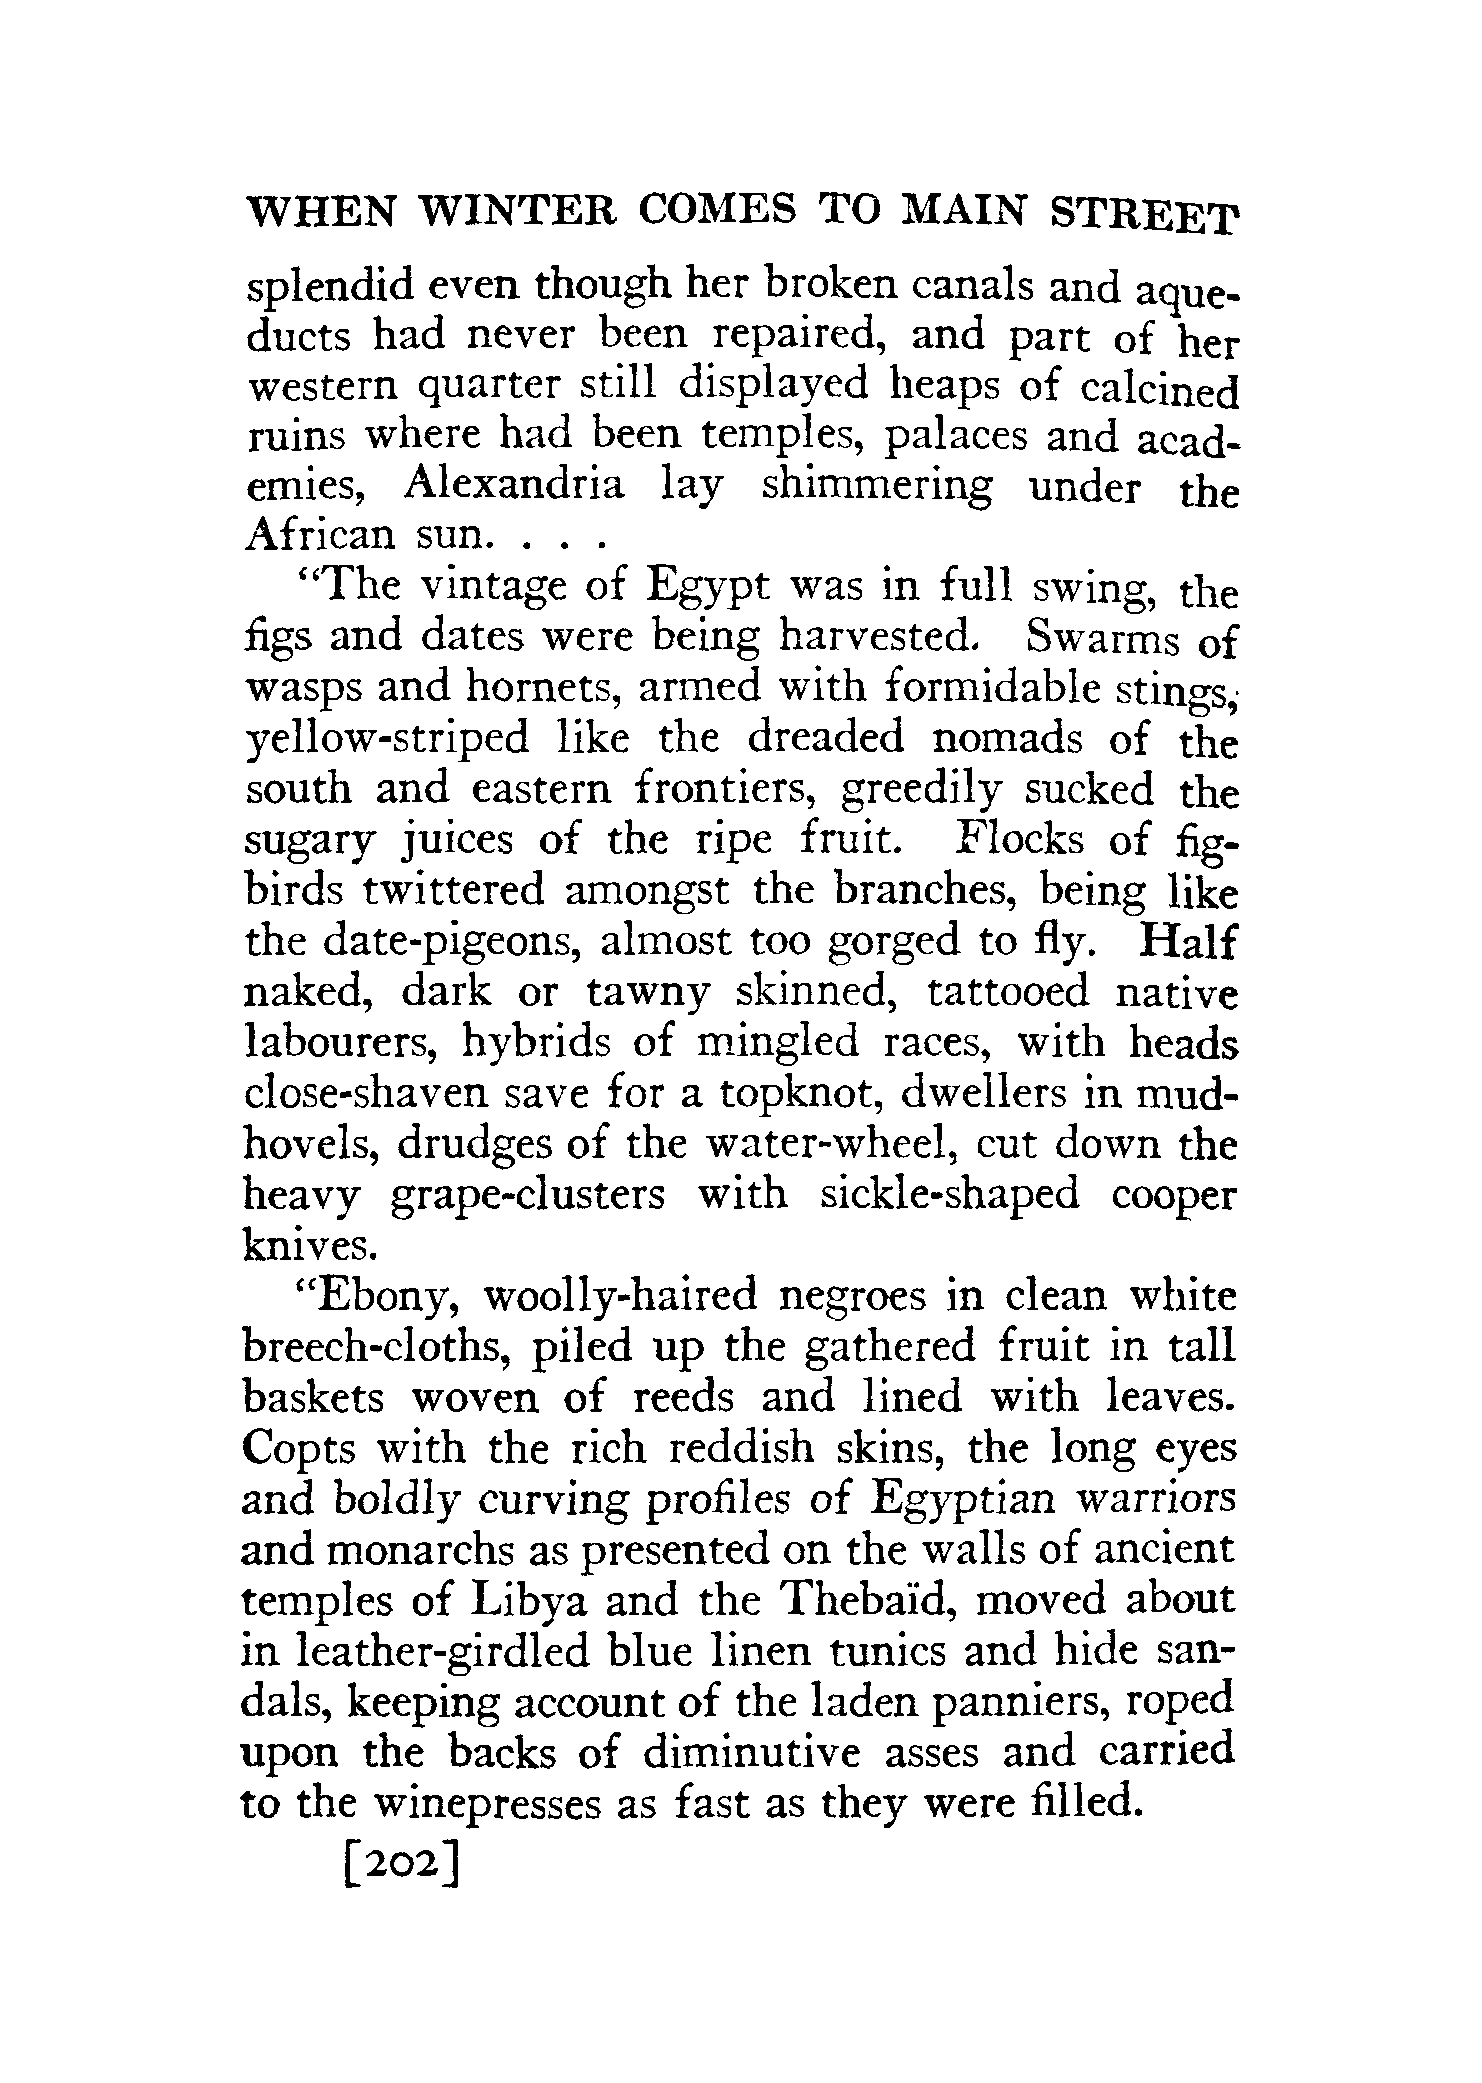 WHEN WINTER COMES TO MAIN STREET
splendid even though her broken canals and aque-
ducts had never been repaired, and part of her
western quarter still displayed heaps of calcined
ruins where had been temples, palaces and acad-
emies, Alexandria lay shimmering under the
African sun. . . .
“The vintage of Egypt was in full swing, the
figs and dates were being harvested. Swarms of
wasps and hornets, armed with formidable stings,
yellow-striped like the dreaded nomads of the
south and eastern frontiers, greedily sucked the
sugary juices of the ripe fruit. Flocks of fig-
birds twittered amongst the branches, being like
the date-pigeons, almost too gorged to fly. Half
naked, dark or tawny skinned, tattooed native
labourers, hybrids of mingled races, with heads
close-shaven save for a topknot, dwellers in mud-
hovels, drudges of the water-wheel, cut down the
heavy grape-clusters with sickle-shaped cooper
knives.
“Ebony, woolly-haired negroes in clean white
breech-cloths, piled up the gathered fruit in tall
baskets woven of reeds and lined with leaves.
Copts with the rich reddish skins, the long eyes
and boldly curving profiles of Egyptian warriors
and monarchs as presented on the walls of ancient
temples of Libya and the Thebaïd, moved about
in leather-girdled blue linen tunics and hide san-
dals, keeping account of the laden panniers, roped
upon the backs of diminutive asses and carried
to the winepresses as fast as they were filled.
[202]